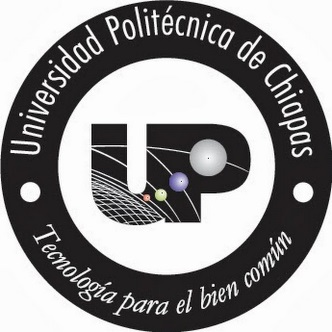 Universidad Politécnica de Chiapas
UP
Tecnología para el bien común